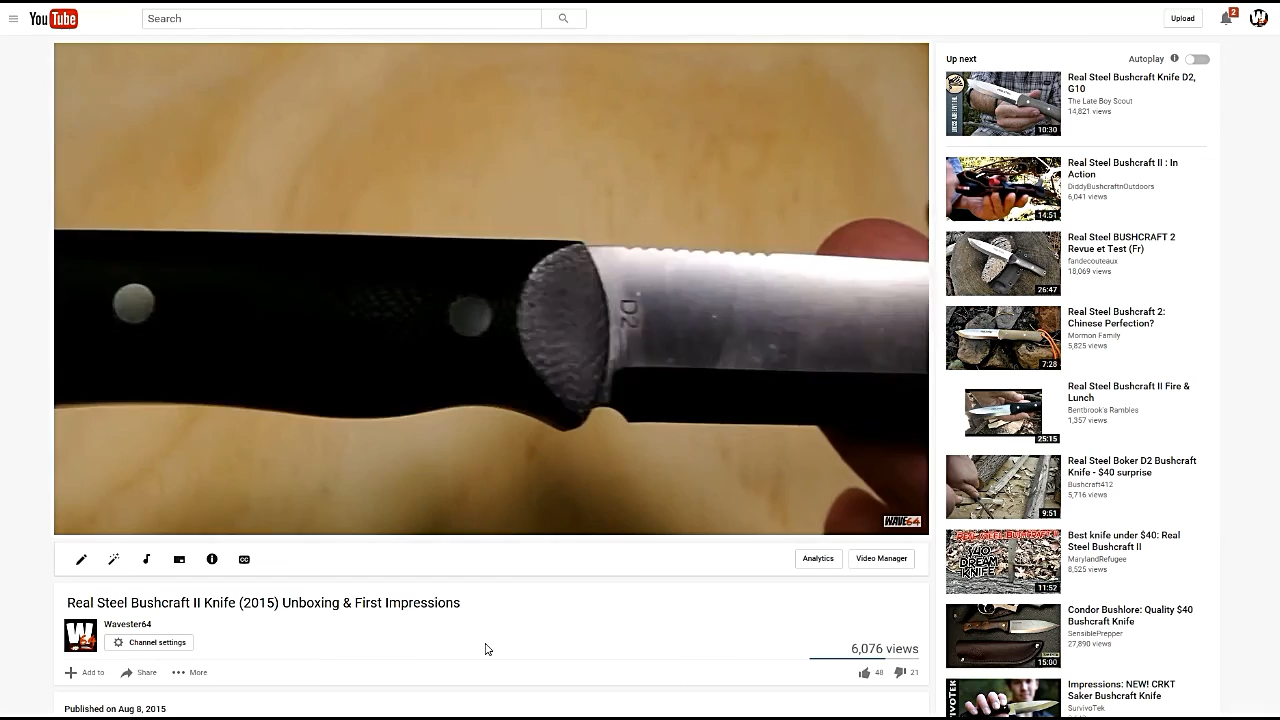 YouTube
Search
Upload
2
D2
WAVE64
Analytics
Video Manager
Real Steel Bushcraft II Knife (2015) Unboxing & First Impressions
Wavester64
Channel settings
6,076 views
Add to
Share
More
48
21
Published on Aug 8, 2015
Up next
Autoplay
10:30
Real Steel Bushcraft Knife D2,
G10
The Late Boy Scout
14,821 views
14:51
Real Steel Bushcraft II : In
Action
DiddyBushcraftnOutdoors
6,041 views
26:47
Real Steel BUSHCRAFT 2
Revue et Test (Fr)
fandecouteaux
18,069 views
7:28
Real Steel Bushcraft 2:
Chinese Perfection?
Mormon Family
5,825 views
25:15
Real Steel Bushcraft II Fire &
Lunch
Bentbrook's Rambles
1,357 views
9:51
Real Steel Boker D2 Bushcraft
Knife - $40 surprise
Bushcraft412
5,716 views
REAL STEEL BUSHCRAFT II
$40
DREAM
KNIFE
11:52
Best knife under $40: Real
Steel Bushcraft II
MarylandRefugee
8,525 views
15:00
Condor Bushlore: Quality $40
Bushcraft Knife
SensiblePrepper
27,890 views
Impressions: NEW! CRKT
Saker Bushcraft Knife
SurvivoTek